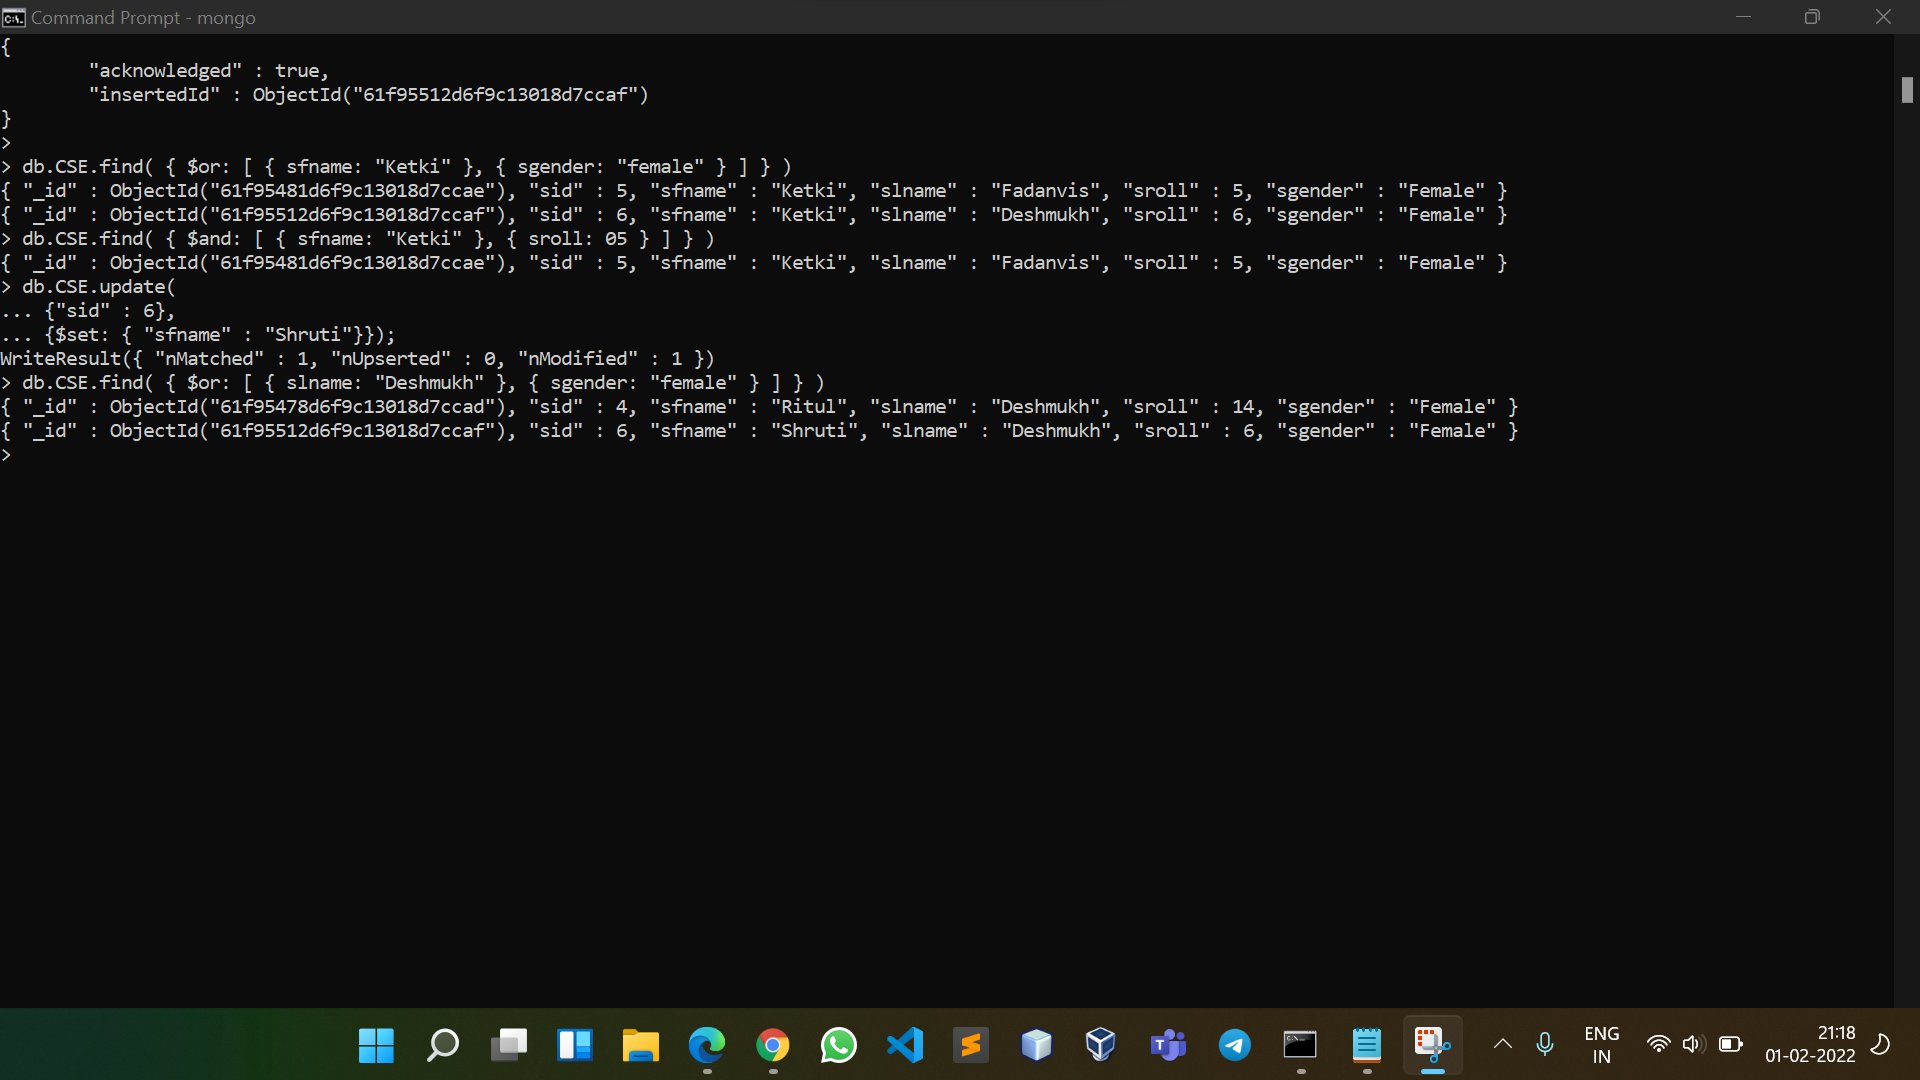 Command Prompt - mongo
{
        "acknowledged" : true,
        "insertedId" : ObjectId("61f95512d6f9c13018d7ccaf")
}
>
> db.CSE.find( { $or: [ { sfname: "Ketki" }, { sgender: "female" } ] } )
{ "_id" : ObjectId("61f95481d6f9c13018d7ccae"), "sid" : 5, "sfname" : "Ketki", "slname" : "Fadanvis", "sroll" : 5, "sgender" : "Female" }
{ "_id" : ObjectId("61f95512d6f9c13018d7ccaf"), "sid" : 6, "sfname" : "Ketki", "slname" : "Deshmukh", "sroll" : 6, "sgender" : "Female" }
> db.CSE.find( { $and: [ { sfname: "Ketki" }, { sroll: 05 } ] } )
{ "_id" : ObjectId("61f95481d6f9c13018d7ccae"), "sid" : 5, "sfname" : "Ketki", "slname" : "Fadanvis", "sroll" : 5, "sgender" : "Female" }
> db.CSE.update(
... {"sid" : 6},
... {$set: { "sfname" : "Shruti"}});
WriteResult({ "nMatched" : 1, "nUpserted" : 0, "nModified" : 1 })
> db.CSE.find( { $or: [ { slname: "Deshmukh" }, { sgender: "female" } ] } )
{ "_id" : ObjectId("61f95478d6f9c13018d7ccad"), "sid" : 4, "sfname" : "Ritul", "slname" : "Deshmukh", "sroll" : 14, "sgender" : "Female" }
{ "_id" : ObjectId("61f95512d6f9c13018d7ccaf"), "sid" : 6, "sfname" : "Shruti", "slname" : "Deshmukh", "sroll" : 6, "sgender" : "Female" }
>
ENG
IN
21:18
01-02-2022